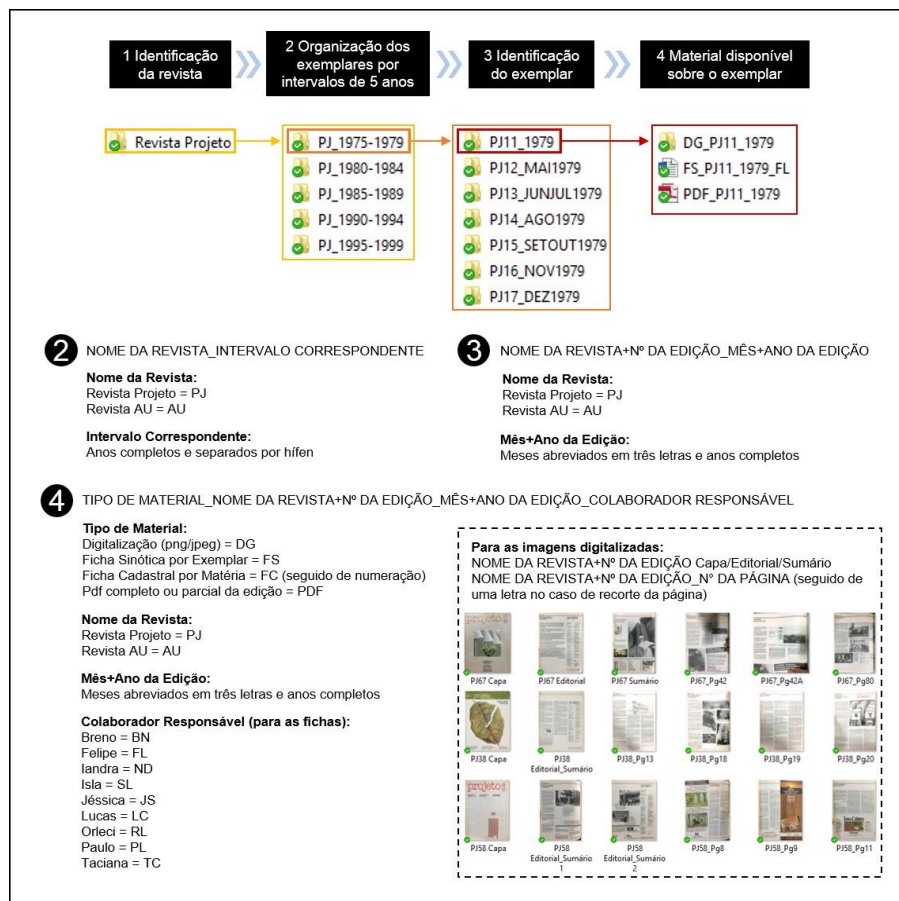 1 Identificação
da revista
2 Organização dos
exemplares por
intervalos de 5 anos
3 Identificação
do exemplar
4 Material disponível
sobre o exemplar
Revista Projeto
PJ_1975-1979
PJ_1980-1984
PJ_1985-1989
PJ_1990-1994
PJ_1995-1999
PJ11_1979
PJ12_MAI1979
PJ13_JUNJUL1979
PJ14_AGO1979
PJ15_SETOUT1979
PJ16_NOV1979
PJ17_DEZ1979
DG_PJ11_1979
FS_PJ11_1979_FL
PDF_PJ11_1979
2 NOME DA REVISTA_INTERVALO CORRESPONDENTE
Nome da Revista:
Revista Projeto = PJ
Revista AU = AU
Intervalo Correspondente:
Anos completos e separados por hífen
3 NOME DA REVISTA+Nº DA EDIÇÃO_MÊS+ANO DA EDIÇÃO
Nome da Revista:
Revista Projeto = PJ
Revista AU = AU
Mês+Ano da Edição:
Meses abreviados em três letras e anos completos
4 TIPO DE MATERIAL_NOME DA REVISTA+Nº DA EDIÇÃO_MÊS+ANO DA EDIÇÃO_COLABORADOR RESPONSÁVEL
Tipo de Material:
Digitalização (png/jpeg) = DG
Ficha Sinótica por Exemplar = FS
Ficha Cadastral por Matéria = FC (seguido de numeração)
Pdf completo ou parcial da edição = PDF
Nome da Revista:
Revista Projeto = PJ
Revista AU = AU
Mês+Ano da Edição:
Meses abreviados em três letras e anos completos
Colaborador Responsável (para as fichas):
Breno = BN
Felipe = FL
Iandra = ND
Isla = SL
Jéssica = JS
Lucas = LC
Orleci = RL
Paulo = PL
Taciana = TC
Para as imagens digitalizadas:
NOME DA REVISTA+Nº DA EDIÇÃO Capa/Editorial/Sumário
NOME DA REVISTA+Nº DA EDIÇÃO_N° DA PÁGINA (seguido de
uma letra no caso de recorte da página)
projeto
PJ67 Capa
PJ67 Editorial
PJ67 Sumário
PJ67_Pg42
PJ67_Pg42A
PJ67_Pg80
PJ38 Capa
PJ38
Editorial_Sumário
PJ38_Pg13
PJ38_Pg18
PJ38_Pg19
PJ38_Pg20
projeto
PJ58 Capa
PJ58
Editorial_Sumário
1
PJ58
Editorial_Sumário
2
PJ58_Pg8
PJ58_Pg9
PJ58_Pg11